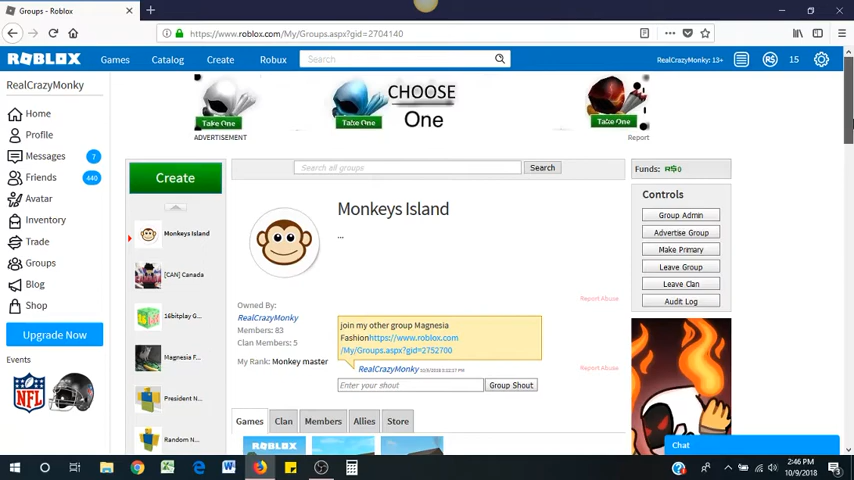 Groups - Roblox
https://www.roblox.com/My/Groups.aspx?gid=2704140
ROBLOX Games Catalog Create Robux Search RealCrazyMonky: 13+ 15
RealCrazyMonky
Home
Profile
Messages 7
Friends 440
Avatar
Inventory
Trade
Groups
Blog
Shop
Upgrade Now
Events
NFL
Take One
Take One
CHOOSE
One
Take One
ADVERTISEMENT
Report
Create
Monkeys Island
[CAN] Canada
16bitplay G...
Magnesia F...
President N...
Random N...
Search all groups
Search
Monkeys Island
...
Report Abuse
Owned By:
RealCrazyMonky
Members: 83
Clan Members: 5
My Rank: Monkey master
join my other group Magnesia
Fashionhttps://www.roblox.com
/My/Groups.aspx?gid=2752700
RealCrazyMonky
Report Abuse
Enter your shout
Group Shout
Games Clan Members Allies Store
ROBLOX
Funds: R$0
Controls
Group Admin
Advertise Group
Make Primary
Leave Group
Leave Clan
Audit Log
Chat
2:46 PM
10/9/2018